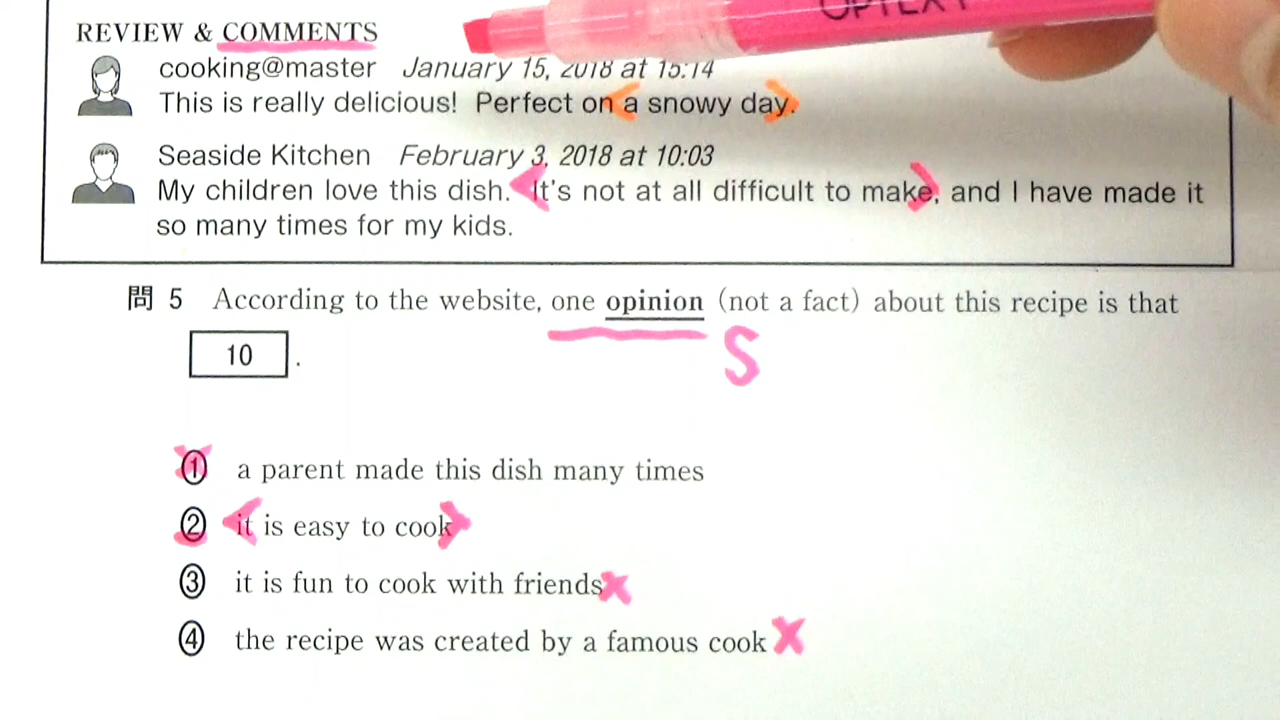 OPTEX 1
REVIEW & COMMENTS
cooking@master January 15, 2018 at 15:14
This is really delicious! Perfect on a snowy day.
Seaside Kitchen February 3, 2018 at 10:03
My children love this dish. It's not at all difficult to make, and I have made it
so many times for my kids.
問 5 According to the website, one opinion (not a fact) about this recipe is that
10 .
S
① a parent made this dish many times
② it is easy to cook
③ it is fun to cook with friends
④ the recipe was created by a famous cook